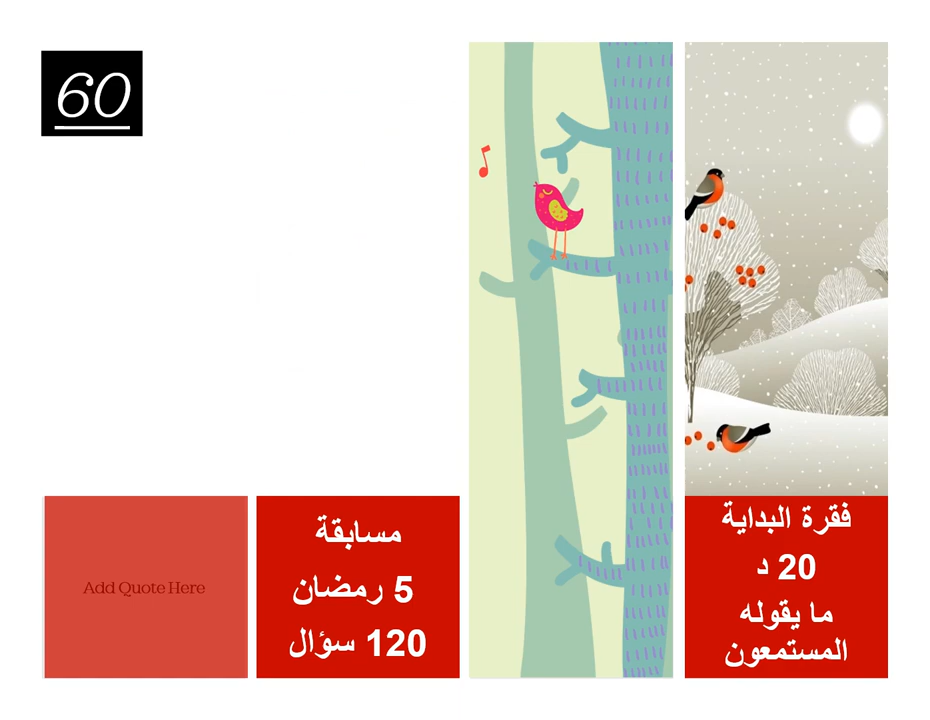 60
فقرة البداية
20 د
ما يقوله
المستمعون
مسابقة
5 رمضان
120 سؤال
Add Quote Here